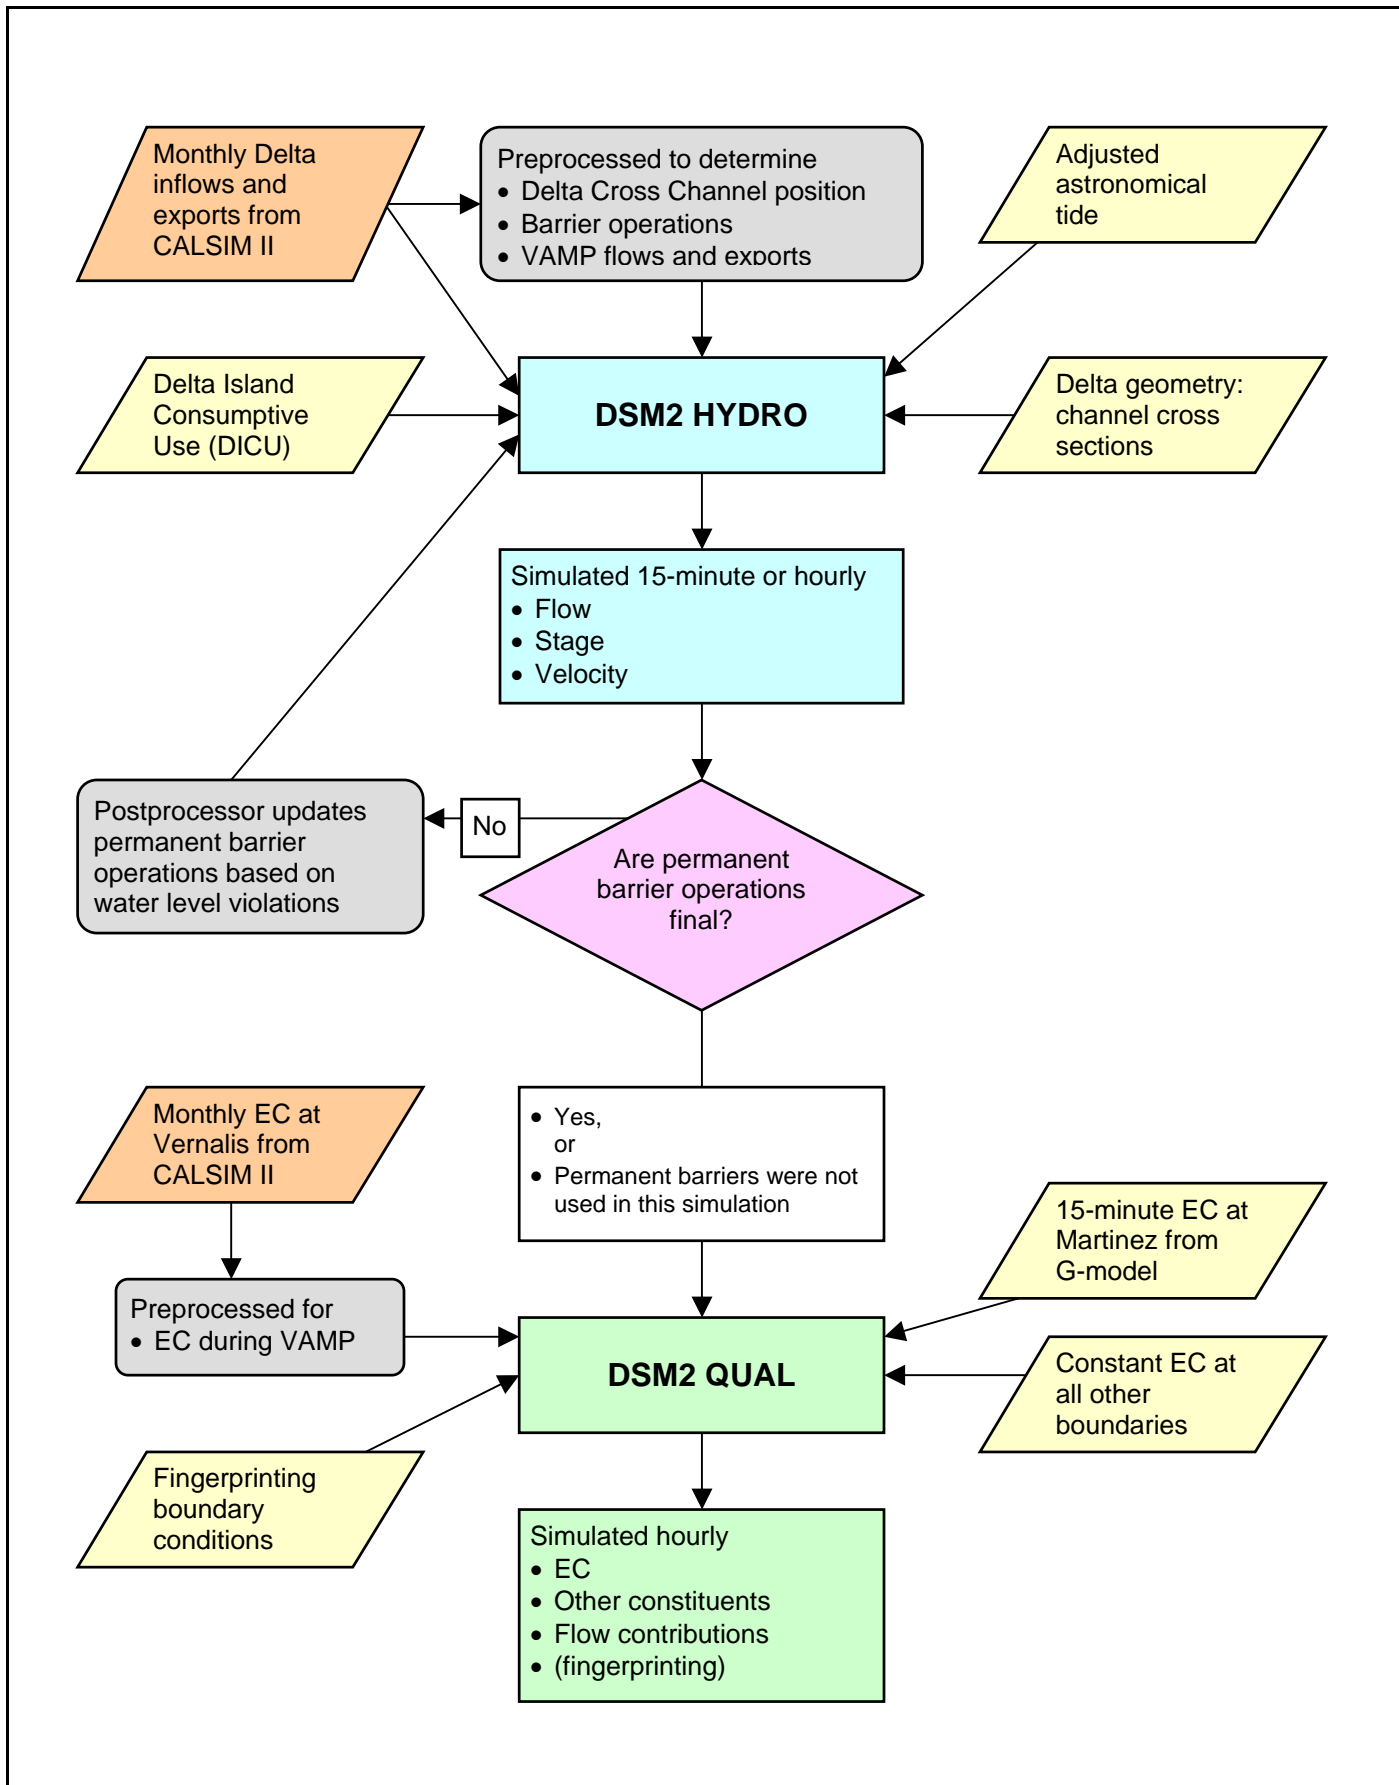 Monthly Delta
inflows and
exports from
CALSIM II
Preprocessed to determine
• Delta Cross Channel position
• Barrier operations
• VAMP flows and exports
Adjusted
astronomical
tide
Delta Island
Consumptive
Use (DICU)
DSM2 HYDRO
Delta geometry:
channel cross
sections
Simulated 15-minute or hourly
• Flow
• Stage
• Velocity
Postprocessor updates
permanent barrier
operations based on
water level violations
No
Are permanent
barrier operations
final?
Monthly EC at
Vernalis from
CALSIM II
• Yes,
or
• Permanent barriers were not
used in this simulation
15-minute EC at
Martinez from
G-model
Preprocessed for
• EC during VAMP
DSM2 QUAL
Constant EC at
all other
boundaries
Fingerprinting
boundary
conditions
Simulated hourly
• EC
• Other constituents
• Flow contributions
• (fingerprinting)